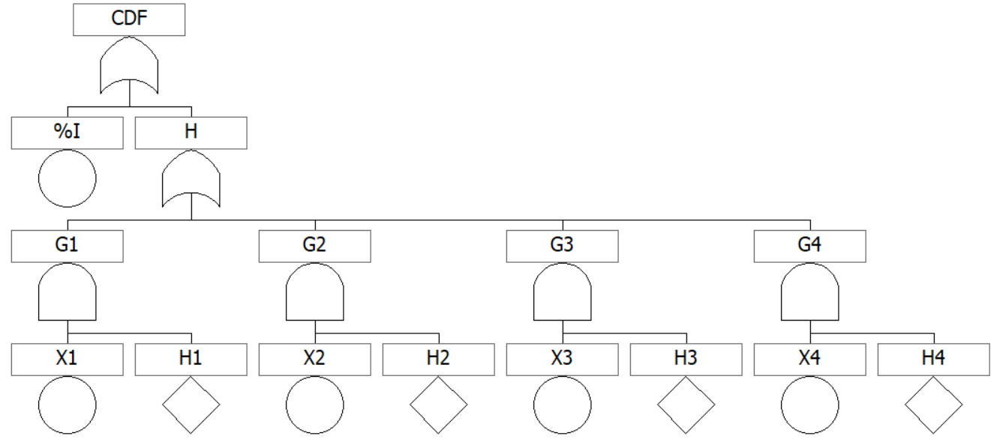 CDF
%I H
G1 G2 G3 G4
X1 H1 X2 H2 X3 H3 X4 H4